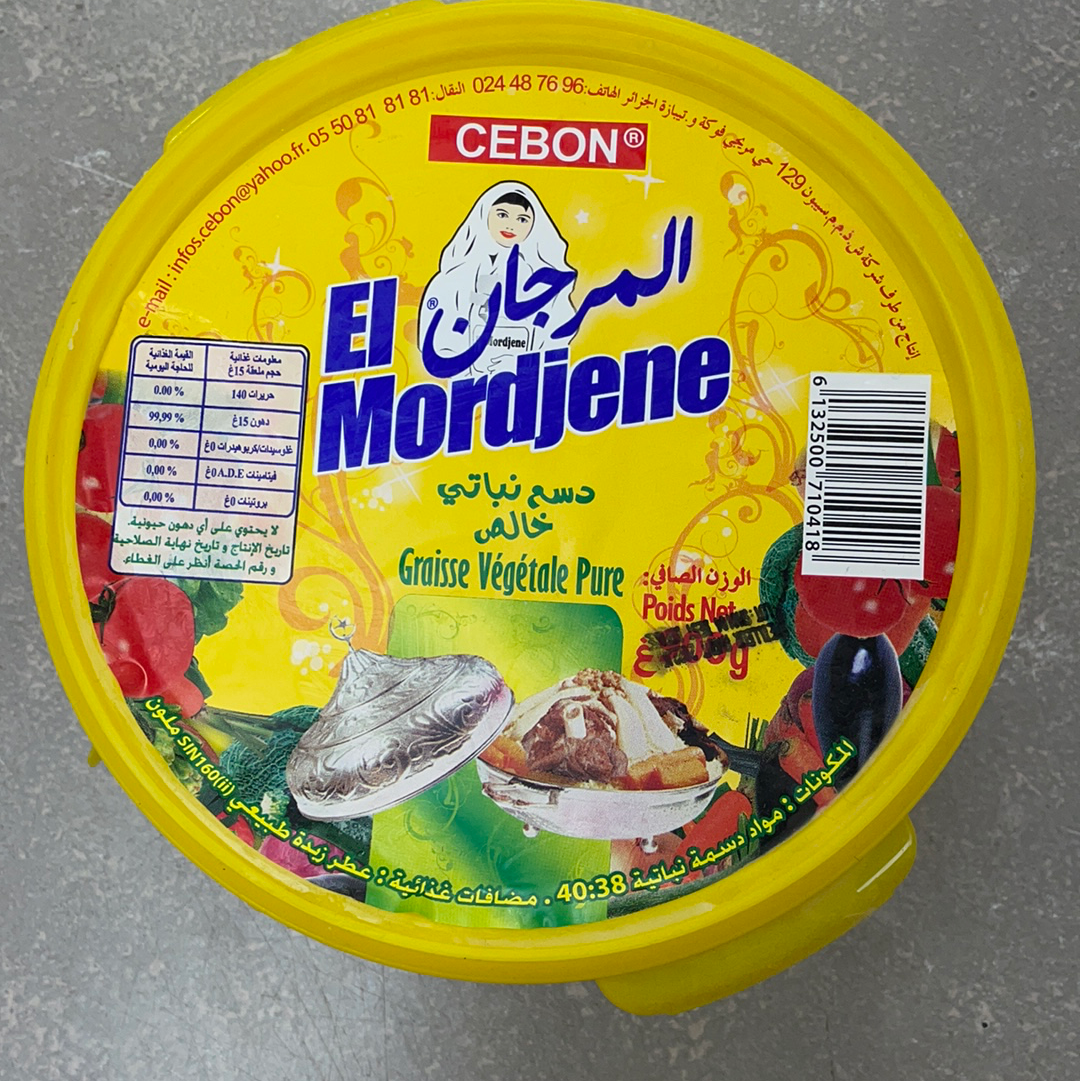 إنتاج من طرف شركة ش.ذ.م.م سيبون 129 حي مريجي فوكة و.تيبازة الجزائر الهاتف: 96 76 48 024 النقال: 81 81 81 50 05
e-mail : infos.cebon@yahoo.fr.
CEBON®
المرجان®
Mordjene
El
Mordjene
دسم نباتي
خالص
Graisse Végétale Pure
الوزن الصافي:
Poids Net
معلومات غذائية حجم ملعقة 15غ القيمة الغذائية للحاجة اليومية
حريرات 140 0.00 %
دهون 15غ 99,99 %
غلوسيدات/كربوهيدرات 0غ 0,00 %
فيتامينات A.D.E 0غ 0,00 %
بروتينات 0غ 0,00 %
لا يحتوي على أي دهون حيوانية.
تاريخ الإنتاج و تاريخ نهاية الصلاحية
و رقم الحصة أنظر على الغطاء.
6 132500 710418
المكونات : مواد دسمة نباتية 40:38 . مضافات غذائية : عطر زبدة طبيعي SIN160(ii) ملون